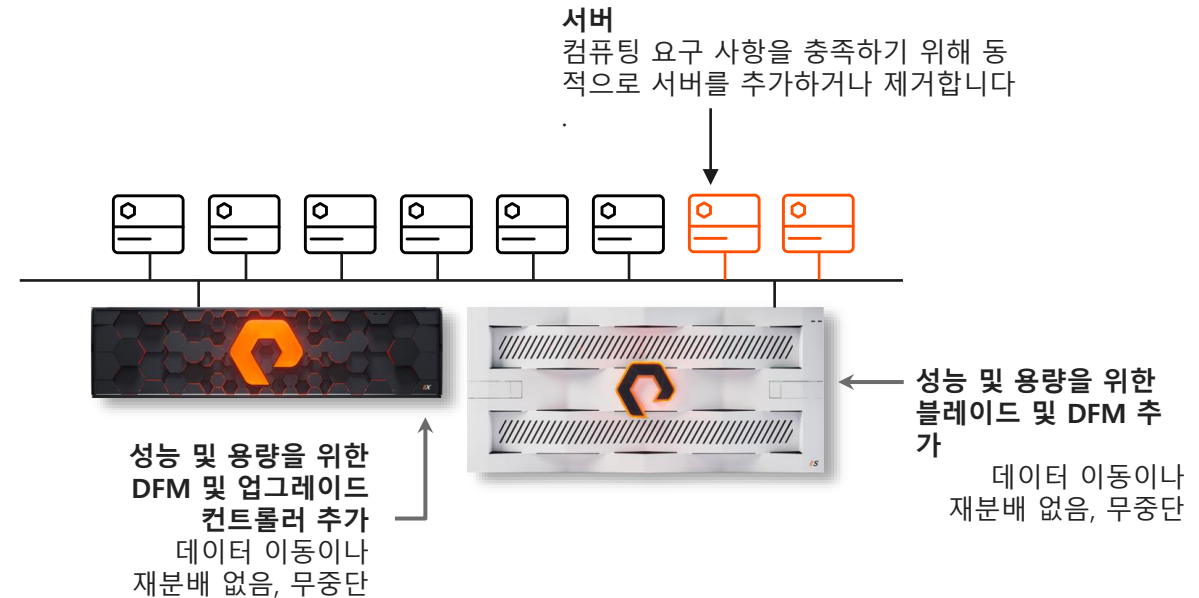 서버
컴퓨팅 요구 사항을 충족하기 위해 동
적으로 서버를 추가하거나 제거합니다
.
//X
//S
성능 및 용량을 위한
DFM 및 업그레이드
컨트롤러 추가
데이터 이동이나
재분배 없음, 무중단
성능 및 용량을 위한
블레이드 및 DFM 추
가
데이터 이동이나
재분배 없음, 무중단